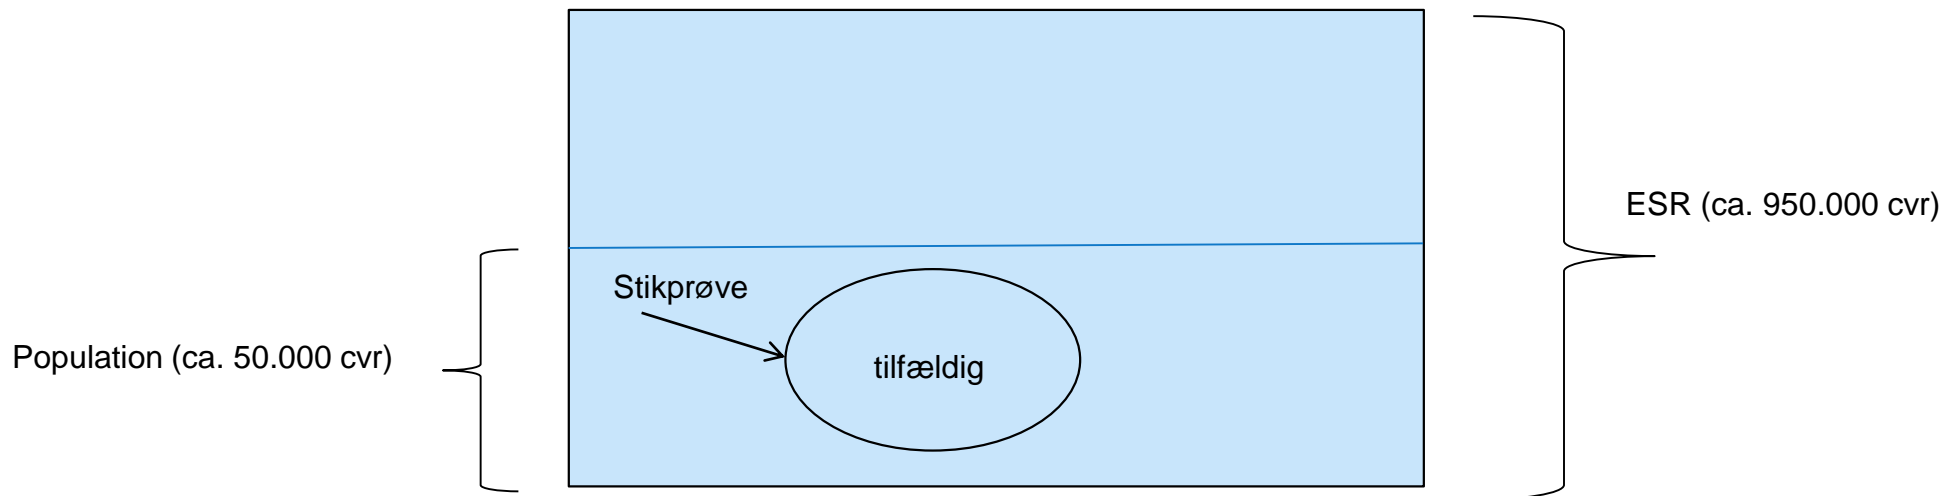 ESR (ca. 950.000 cvr)
Stikprøve
Population (ca. 50.000 cvr)
tilfældig